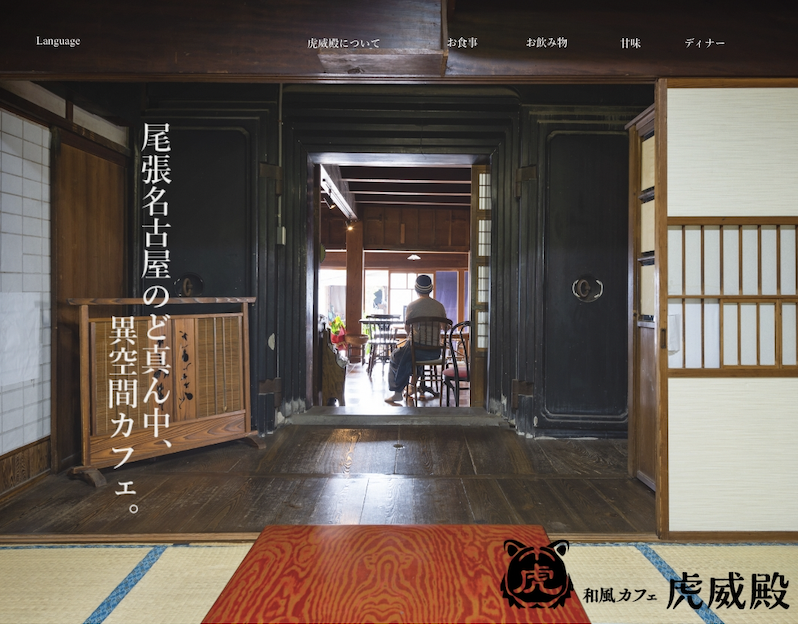 Language
虎威殿について
お食事
お飲み物
甘味
ディナー
尾張名古屋のど真ん中、
異空間カフェ。
虎
和風カフェ 虎威殿